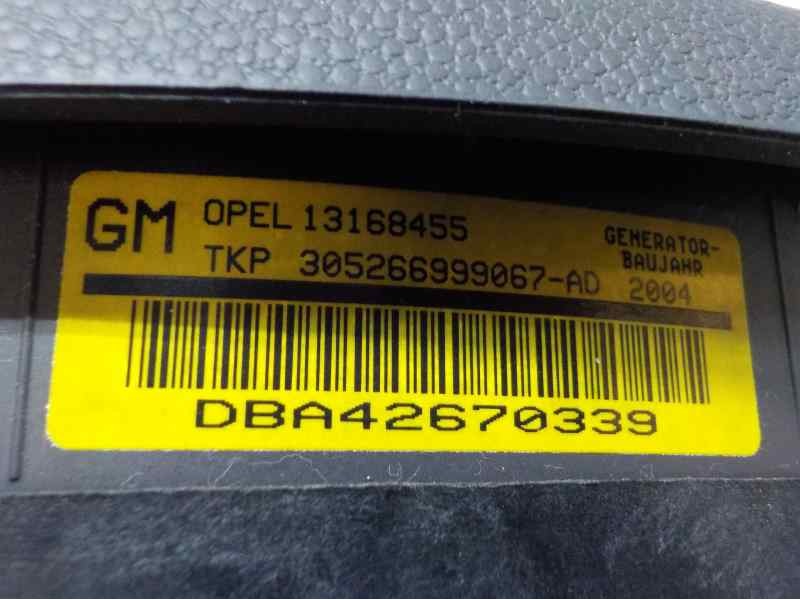 GM OPEL 13168455 GENERATOR-
BAUJAHR
TKP 305266999067-AD 2004
DBA42670339